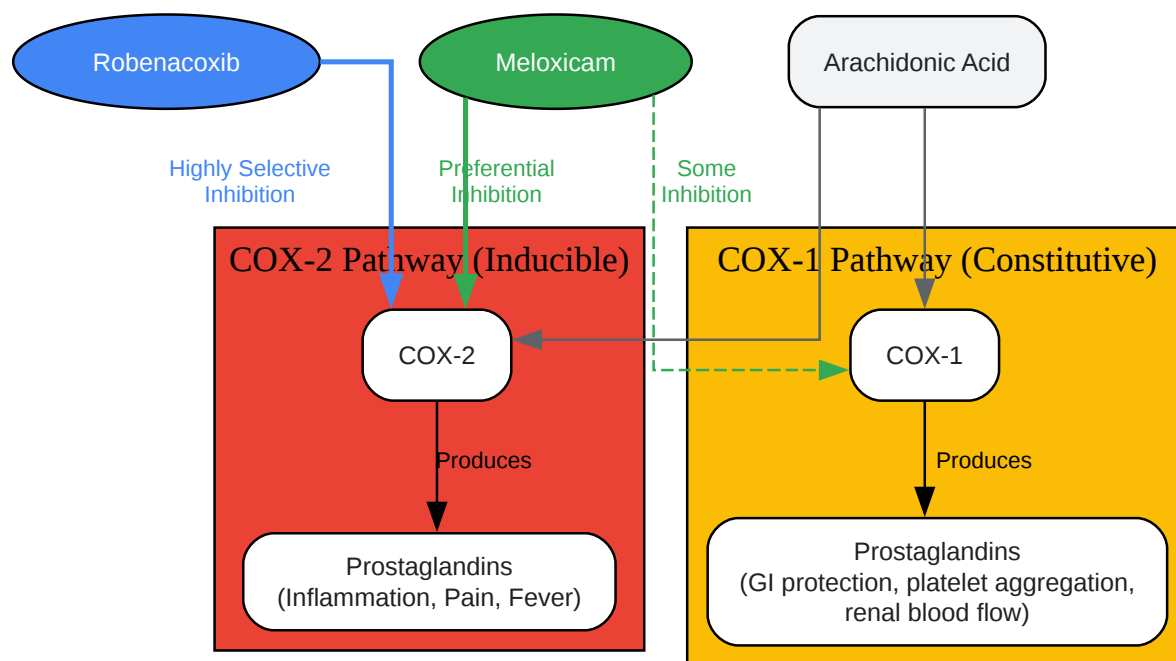 Robenacoxib
Meloxicam
Arachidonic Acid
Highly Selective
Inhibition
Preferential
Inhibition
Some
Inhibition
COX-2 Pathway (Inducible)
COX-1 Pathway (Constitutive)
COX-2
COX-1
Produces
Produces
Prostaglandins
(Inflammation, Pain, Fever)
Prostaglandins
(GI protection, platelet aggregation,
renal blood flow)